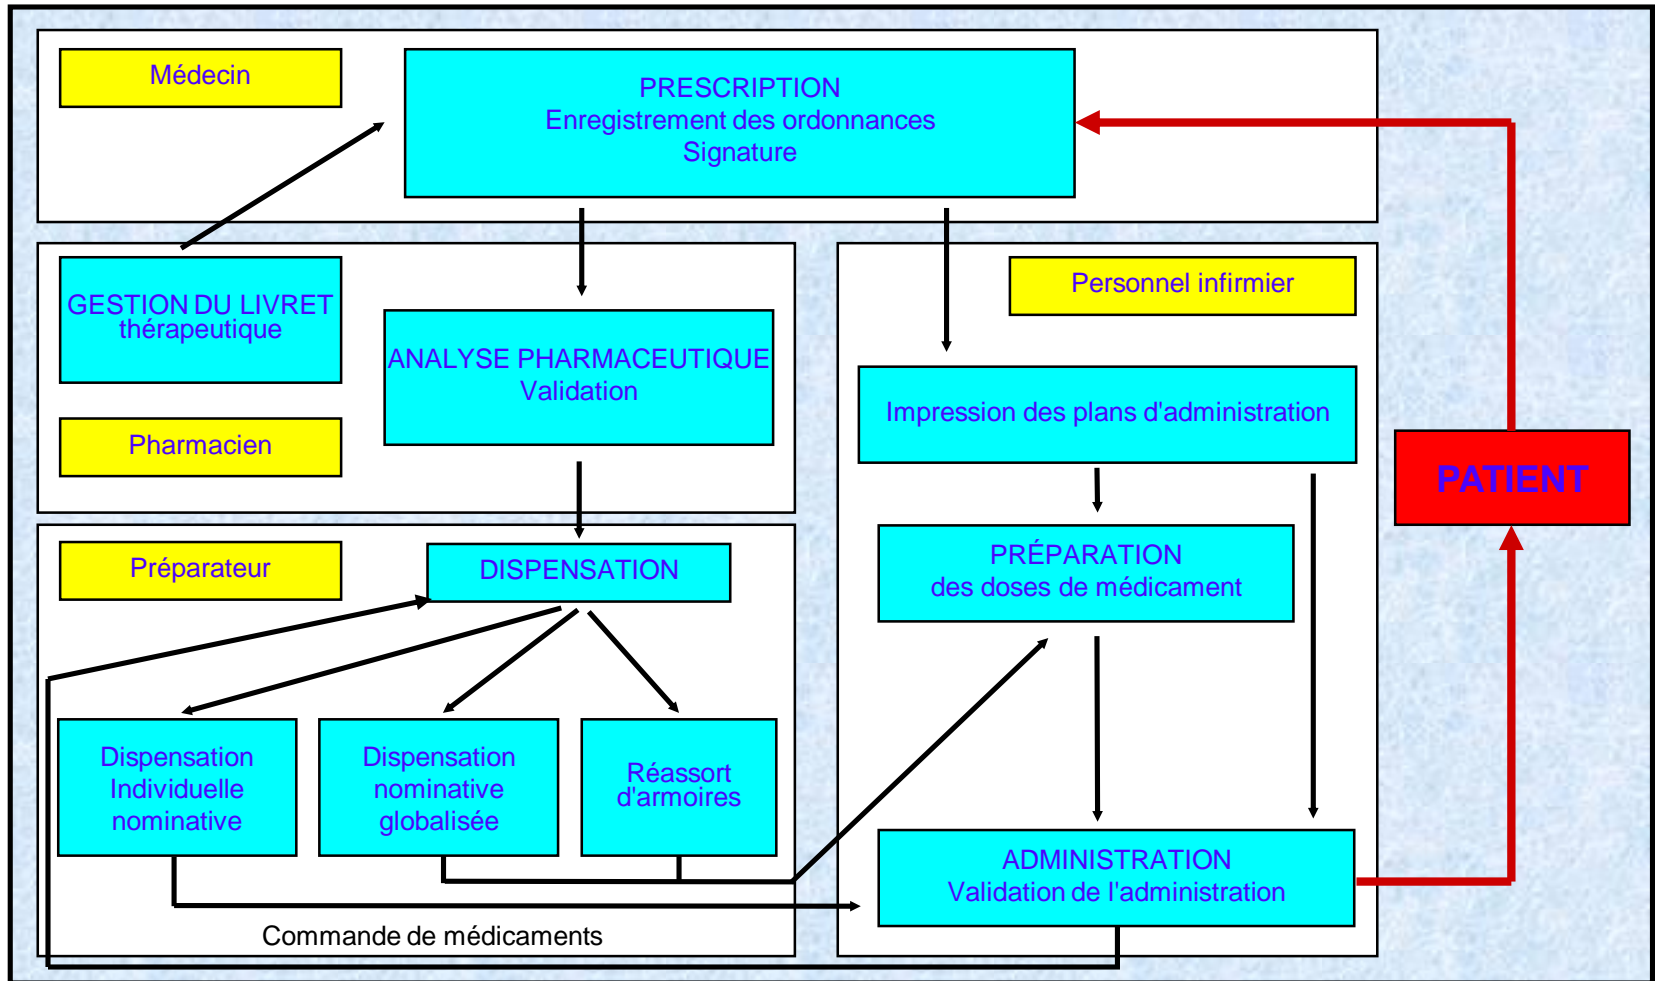 Médecin
PRESCRIPTION
Enregistrement des ordonnances
Signature
GESTION DU LIVRET
thérapeutique
Pharmacien
ANALYSE PHARMACEUTIQUE
Validation
Personnel infirmier
Impression des plans d'administration
PATIENT
Préparateur
DISPENSATION
PRÉPARATION
des doses de médicament
Dispensation
Individuelle
nominative
Dispensation
nominative
globalisée
Réassort
d'armoires
ADMINISTRATION
Validation de l'administration
Commande de médicaments